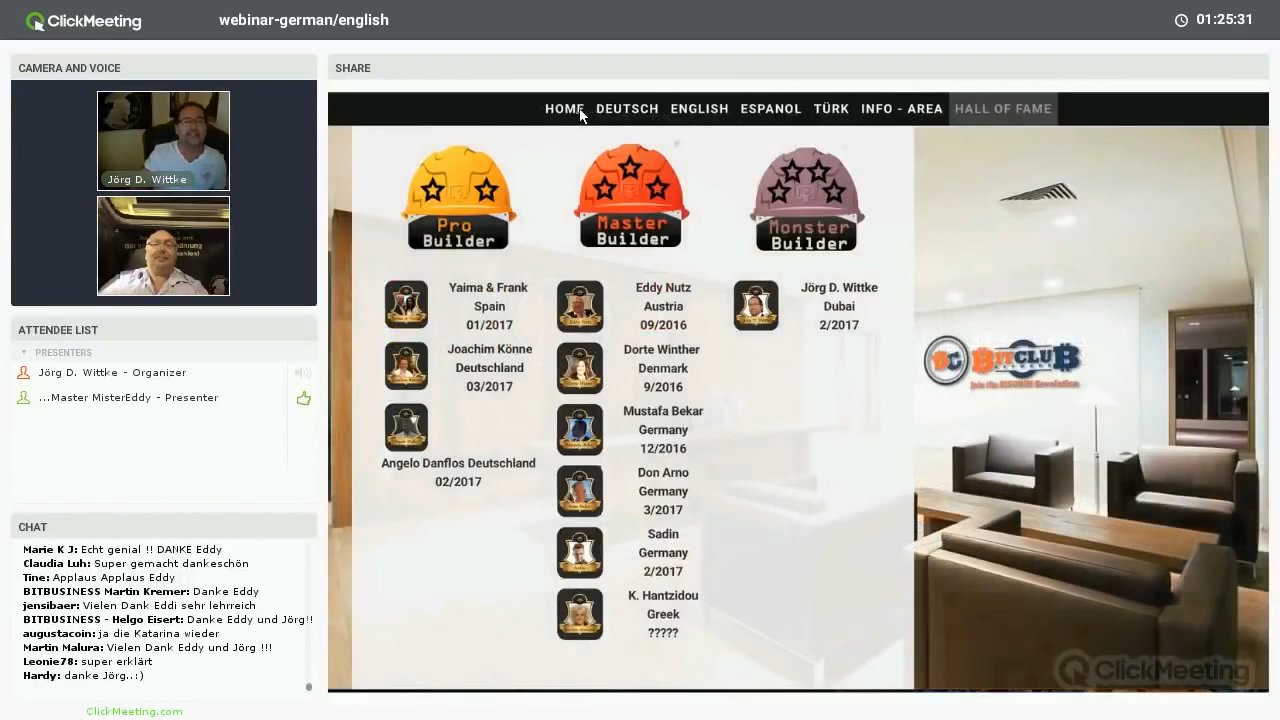 ClickMeeting
webinar-german/english
01:25:31
CAMERA AND VOICE
Jörg D. Wittke
ATTENDEE LIST
PRESENTERS
Jörg D. Wittke - Organizer
...Master MisterEddy - Presenter
CHAT
Marie K J: Echt genial !! DANKE Eddy
Claudia Luh: Super gemacht dankeschön
Tine: Applaus Applaus Eddy
BITBUSINESS Martin Kremer: Danke Eddy
jensibaer: Vielen Dank Eddi sehr lehrreich
BITBUSINESS - Helgo Eisert: Danke Eddy und Jörg!!
augustacoin: ja die Katarina wieder
Martin Malura: Vielen Dank Eddy und Jörg !!!
Leonie78: super erklärt
Hardy: danke Jörg..:)
ClickMeeting.com
SHARE
HOME DEUTSCH ENGLISH ESPANOL TÜRK INFO - AREA HALL OF FAME
Pro
Builder
Yaima & Frank
Spain
01/2017
Joachim Könne
Deutschland
03/2017
Angelo Danflos Deutschland
02/2017
Master
Builder
Eddy Nutz
Austria
09/2016
Dorte Winther
Denmark
9/2016
Mustafa Bekar
Germany
12/2016
Don Arno
Germany
3/2017
Sadin
Germany
2/2017
K. Hantzidou
Greek
?????
Monster
Builder
Jörg D. Wittke
Dubai
2/2017
BC BITCLUB
Join the BITCOIN Revolution
ClickMeeting